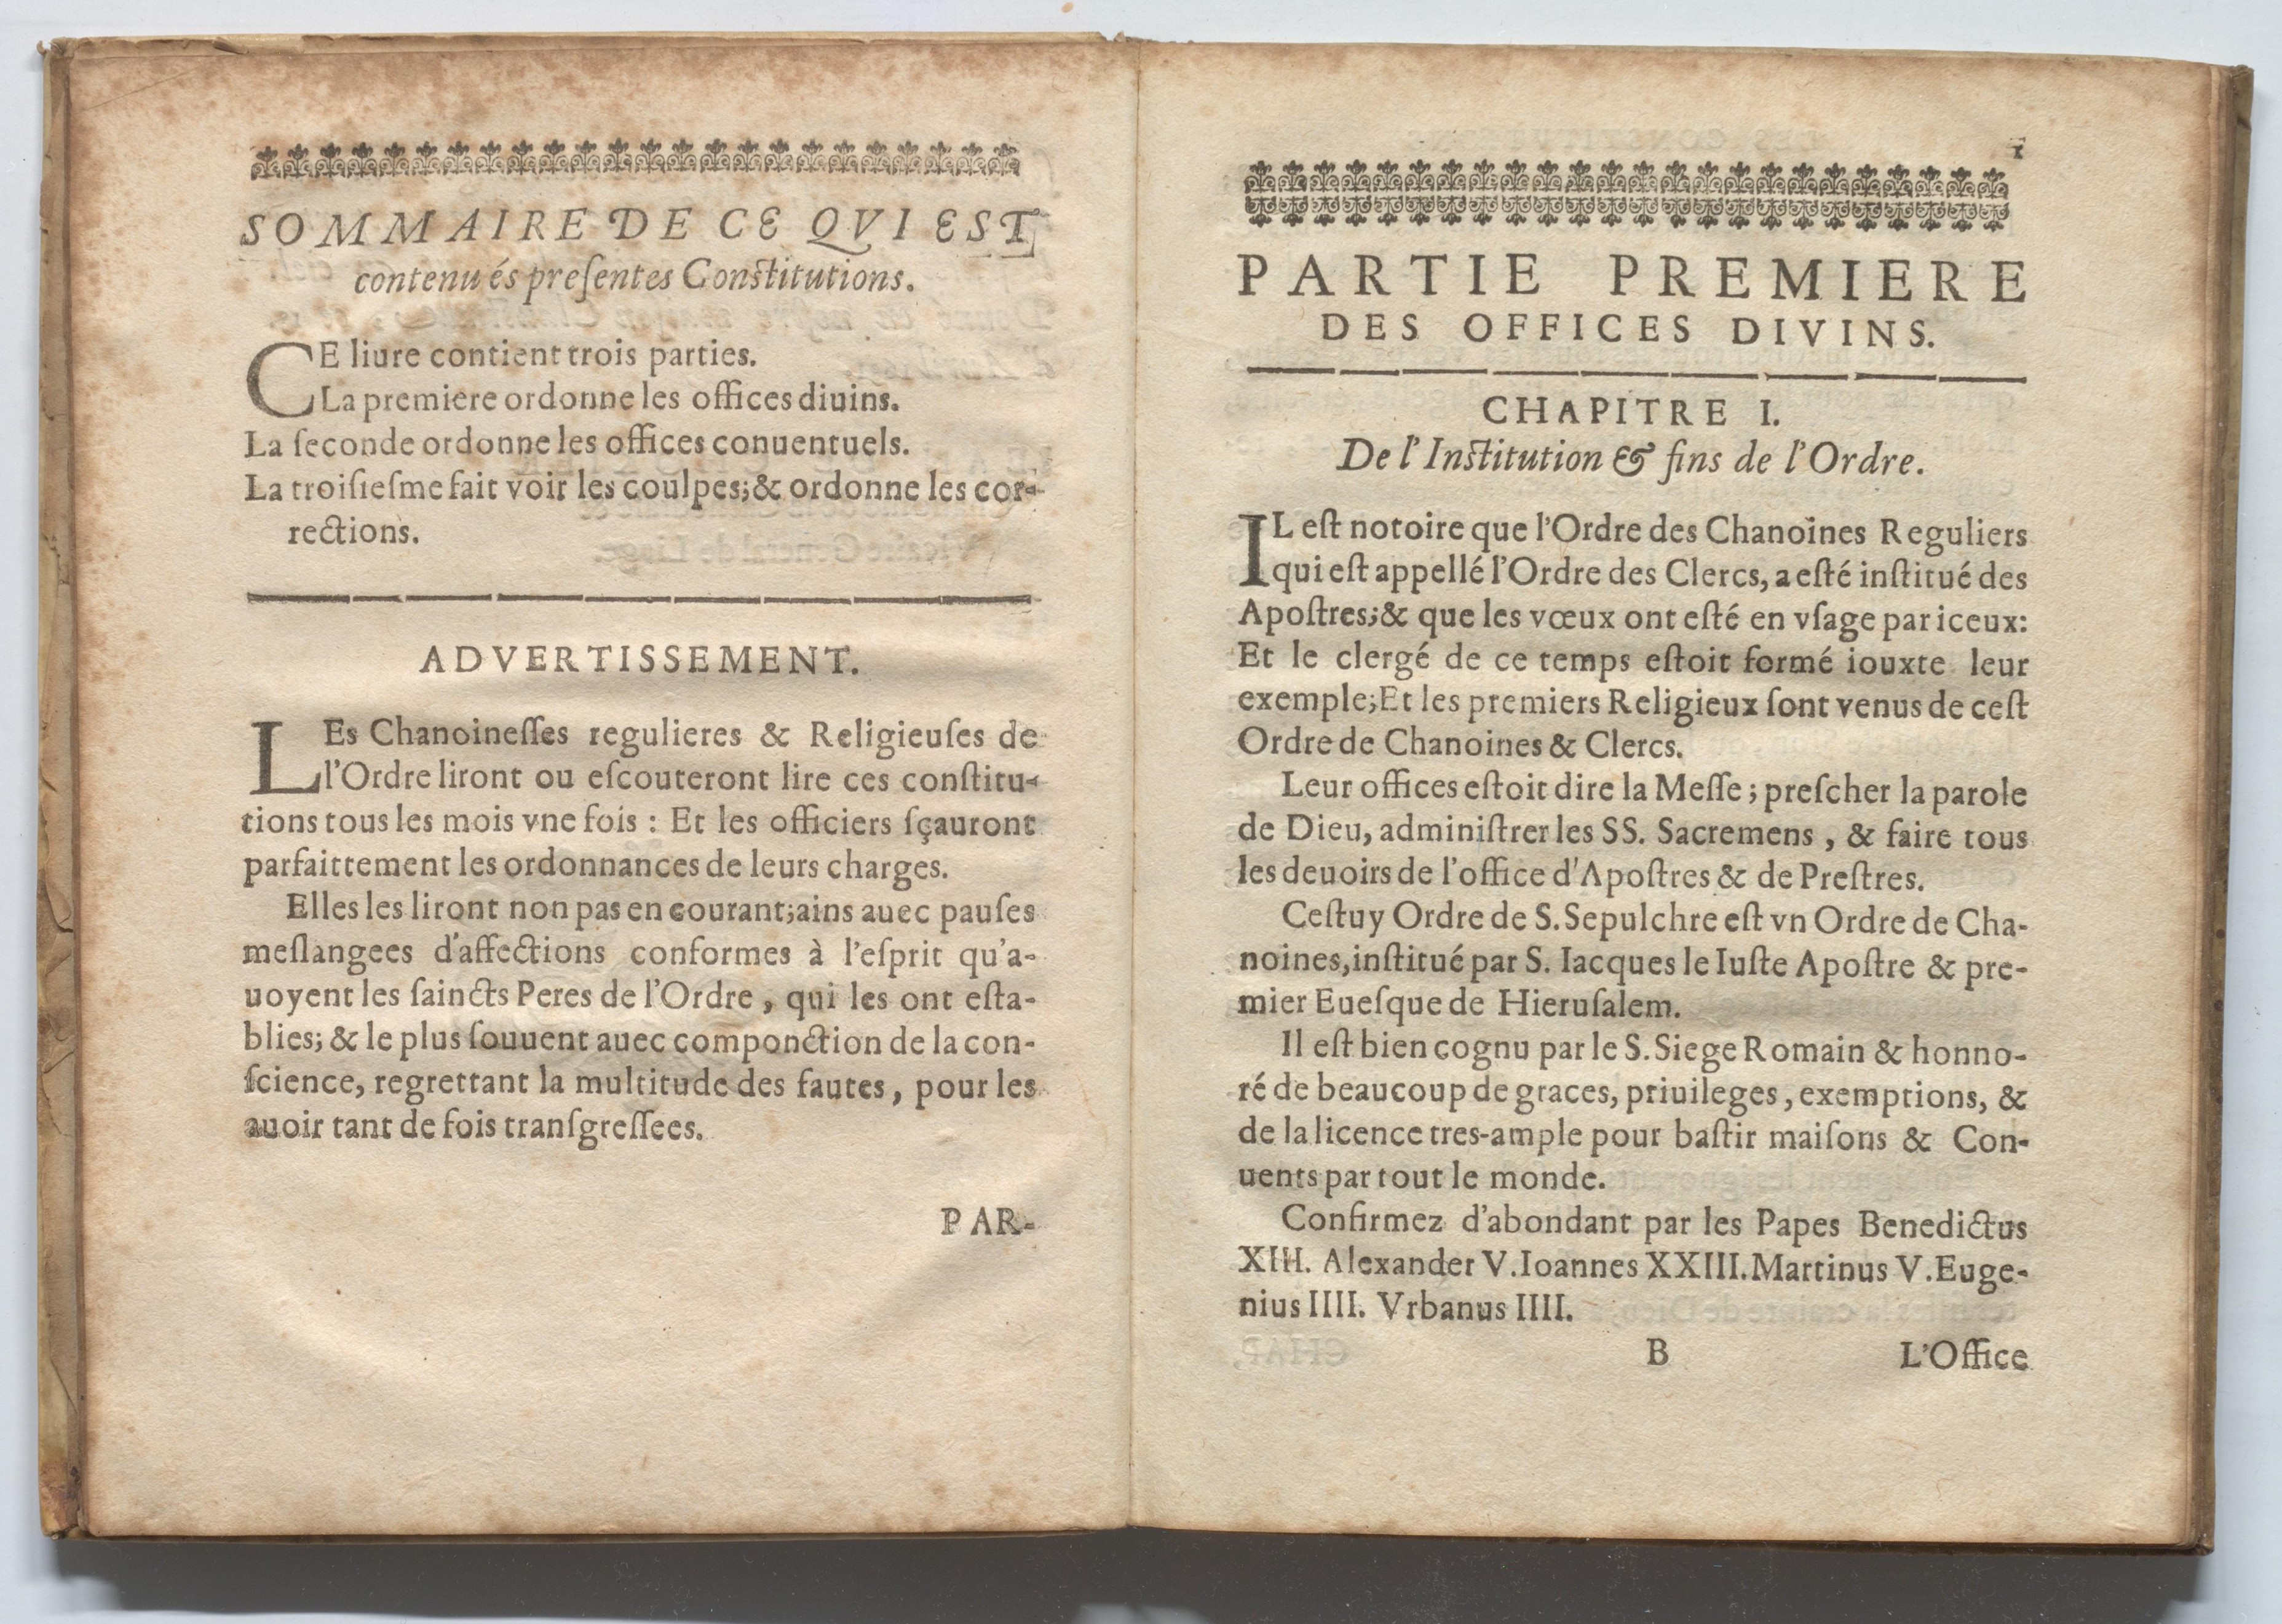 SOMMAIRE DE CE QVI EST
contenu és preſentes Conſtitutions.
CE liure contient trois parties.
La premiere ordonne les offices diuins.
La ſeconde ordonne les offices conuentuels.
La troiſieſme fait voir les coulpes;& ordonne les cor-
rections.
ADVERTISSEMENT.
LEs Chanoineſſes regulieres & Religieuſes de
l'Ordre liront ou eſcouteront lire ces conſtitu-
tions tous les mois vne fois : Et les officiers ſçauront
parfaittement les ordonnances de leurs charges.
Elles les liront non pas en courant;ains auec pauſes
meſlangees d'affections conformes à l'eſprit qu'a-
uoyent les ſaincts Peres de l'Ordre , qui les ont eſta-
blies; & le plus ſouuent auec componction de la con-
ſcience, regrettant la multitude des fautes , pour les
auoir tant de fois tranſgreſſees.
PAR-
1
PARTIE PREMIERE
DES OFFICES DIVINS.
CHAPITRE I.
De l'Inſtitution & fins de l'Ordre.
IL eſt notoire que l'Ordre des Chanoines Reguliers
qui eſt appellé l'Ordre des Clercs, a eſté inſtitué des
Apoſtres;& que les vœux ont eſté en vſage par iceux:
Et le clergé de ce temps eſtoit formé iouxte leur
exemple;Et les premiers Religieux ſont venus de ceſt
Ordre de Chanoines & Clercs.
Leur offices eſtoit dire la Meſſe ; preſcher la parole
de Dieu, adminiſtrer les SS. Sacremens , & faire tous
les deuoirs de l'office d'Apoſtres & de Preſtres.
Ceſtuy Ordre de S. Sepulchre eſt vn Ordre de Cha-
noines,inſtitué par S. Iacques le Iuſte Apoſtre & pre-
mier Eueſque de Hieruſalem.
Il eſt bien cognu par le S. Siege Romain & honno-
ré de beaucoup de graces, priuileges , exemptions, &
de la licence tres-ample pour baſtir maiſons & Con-
uents par tout le monde.
Confirmez d'abondant par les Papes Benedictus
XIII. Alexander V.Ioannes XXIII.Martinus V.Euge-
nius IIII. Vrbanus IIII.
B L'Office